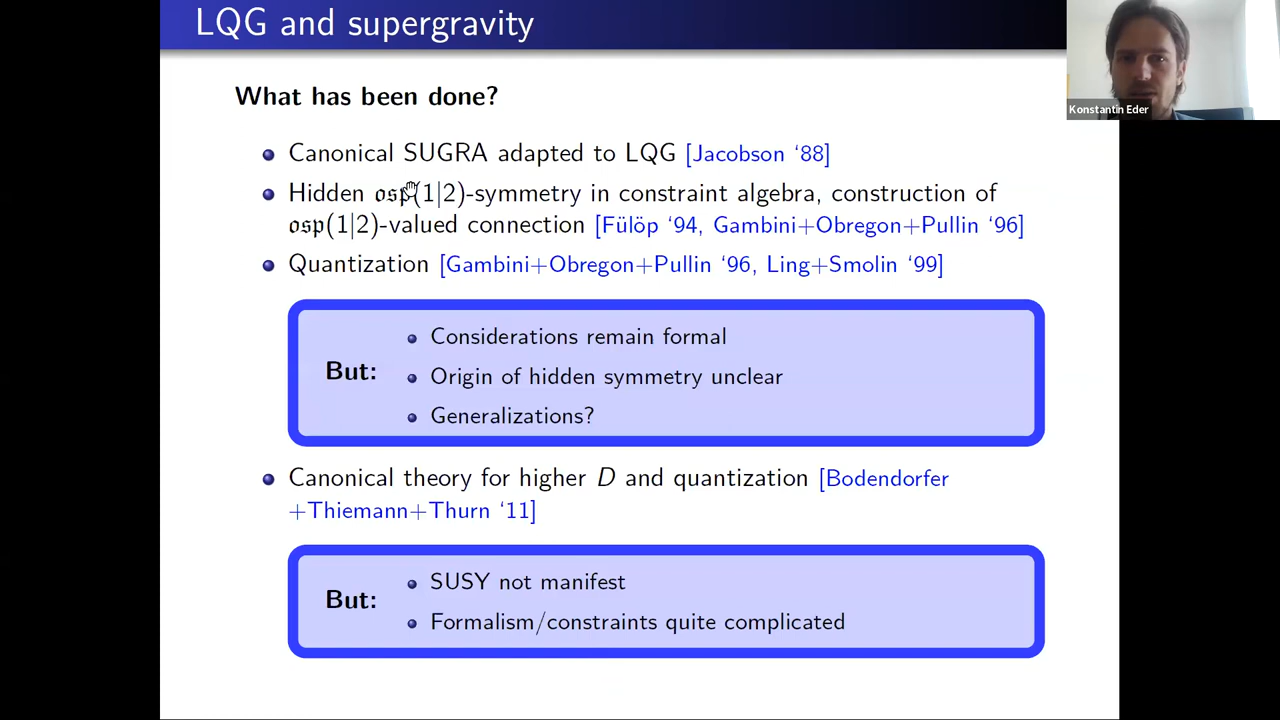 LQG and supergravity
Konstantin Eder
What has been done?
Canonical SUGRA adapted to LQG [Jacobson ‘88]
Hidden 𝔬𝔰𝔭(1|2)-symmetry in constraint algebra, construction of
𝔬𝔰𝔭(1|2)-valued connection [Fülöp ‘94, Gambini+Obregon+Pullin ‘96]
Quantization [Gambini+Obregon+Pullin ‘96, Ling+Smolin ‘99]
Considerations remain formal
But:
Origin of hidden symmetry unclear
Generalizations?
Canonical theory for higher D and quantization [Bodendorfer
+Thiemann+Thurn ‘11]
SUSY not manifest
But:
Formalism/constraints quite complicated